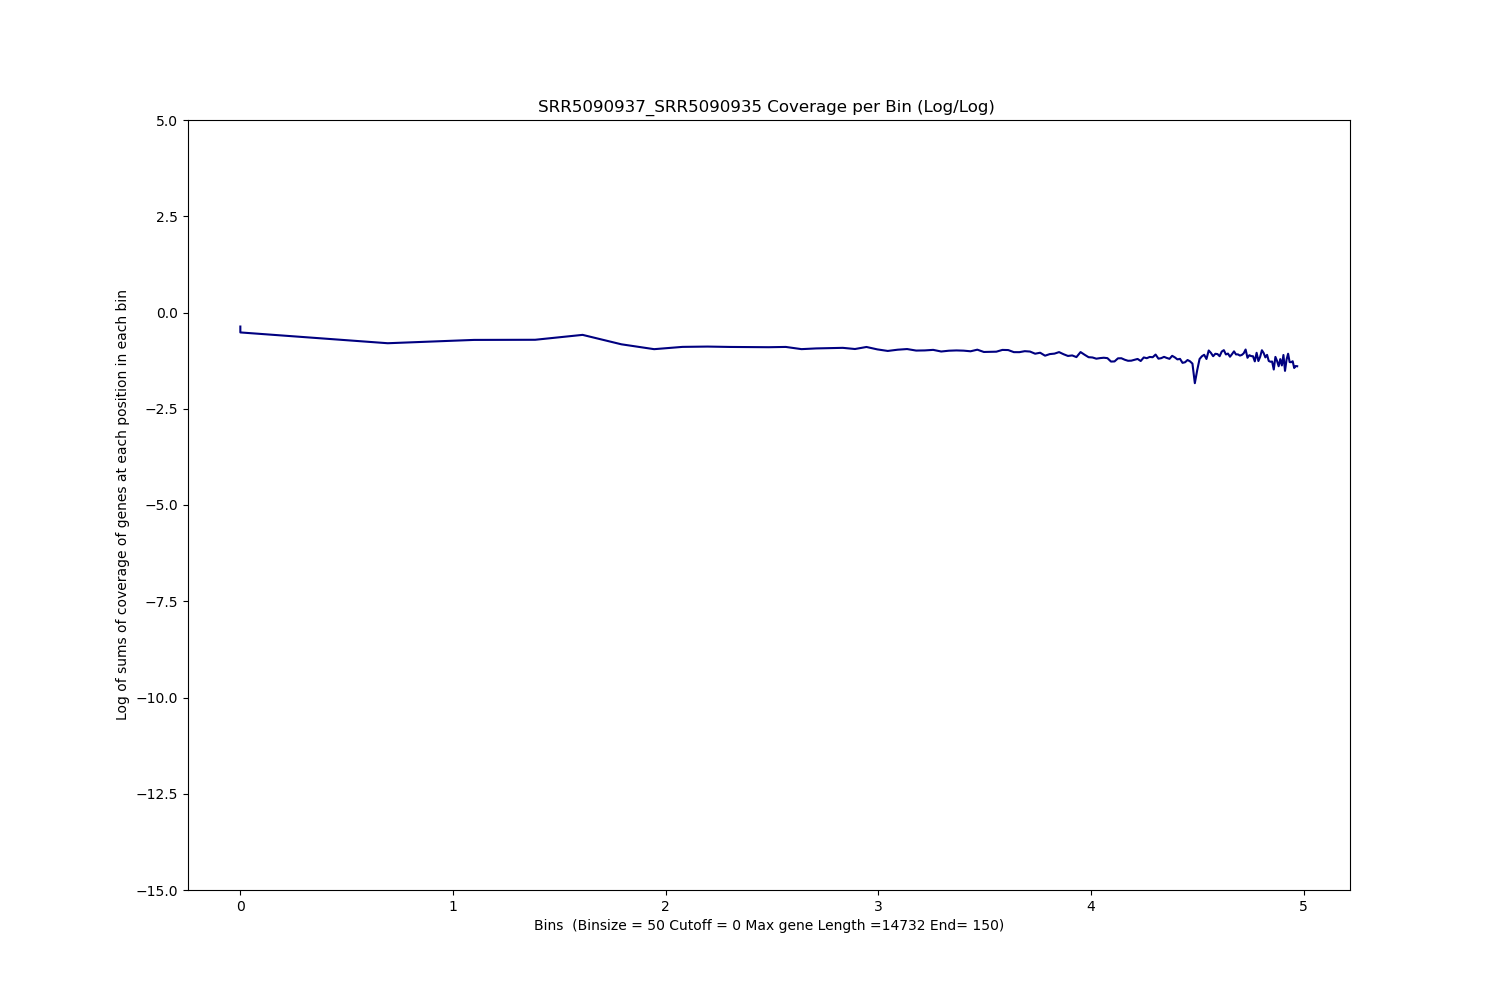 SRR5090937_SRR5090935 Coverage per Bin (Log/Log)
5.0
2.5
0.0
−2.5
−5.0
−7.5
−10.0
−12.5
−15.0
Log of sums of coverage of genes at each position in each bin
0 1 2 3 4 5
Bins  (Binsize = 50 Cutoff = 0 Max gene Length =14732 End= 150)